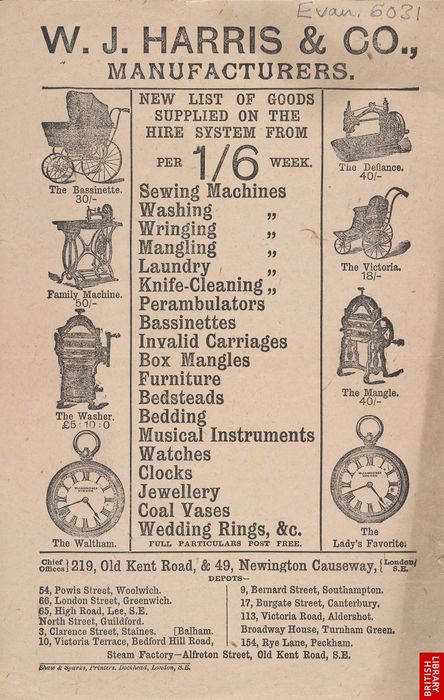 Evan. 6031
W. J. HARRIS & CO.,
MANUFACTURERS.
NEW LIST OF GOODS
SUPPLIED ON THE
HIRE SYSTEM FROM
PER 1/6 WEEK.
The Bassinette.
30/-
Family Machine.
50/-
The Washer.
£5:10:0
The Waltham.
Sewing Machines
Washing „
Wringing „
Mangling „
Laundry „
Knife-Cleaning „
Perambulators
Bassinettes
Invalid Carriages
Box Mangles
Furniture
Bedsteads
Bedding
Musical Instruments
Watches
Clocks
Jewellery
Coal Vases
Wedding Rings, &c.
FULL PARTICULARS POST FREE.
The Defiance.
40/-
The Victoria.
18/-
The Mangle.
40/-
The
Lady's Favorite.
Chief Offices } 219, Old Kent Road, & 49, Newington Causeway, { London, S.E.
DEPOTS—
54, Powis Street, Woolwich.
66, London Street, Greenwich.
65, High Road, Lee, S.E.
North Street, Guildford.
3, Clarence Street, Staines. [Balham.
10, Victoria Terrace, Bedford Hill Road,
9, Bernard Street, Southampton.
17, Burgate Street, Canterbury.
113, Victoria Road, Aldershot.
Broadway House, Turnham Green.
154, Rye Lane, Peckham.
Steam Factory—Alfreton Street, Old Kent Road, S.E.
Shaw & Sparks, Printers, Dockhead, London, S.E.
BRITISH
LIBRARY